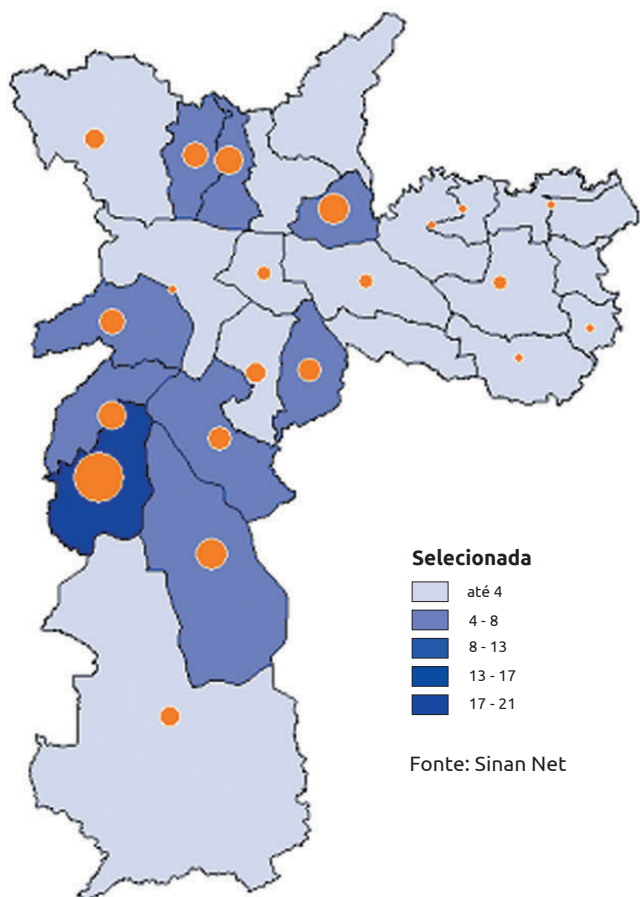 Selecionada
até 4
4 - 8
8 - 13
13 - 17
17 - 21
Fonte: Sinan Net